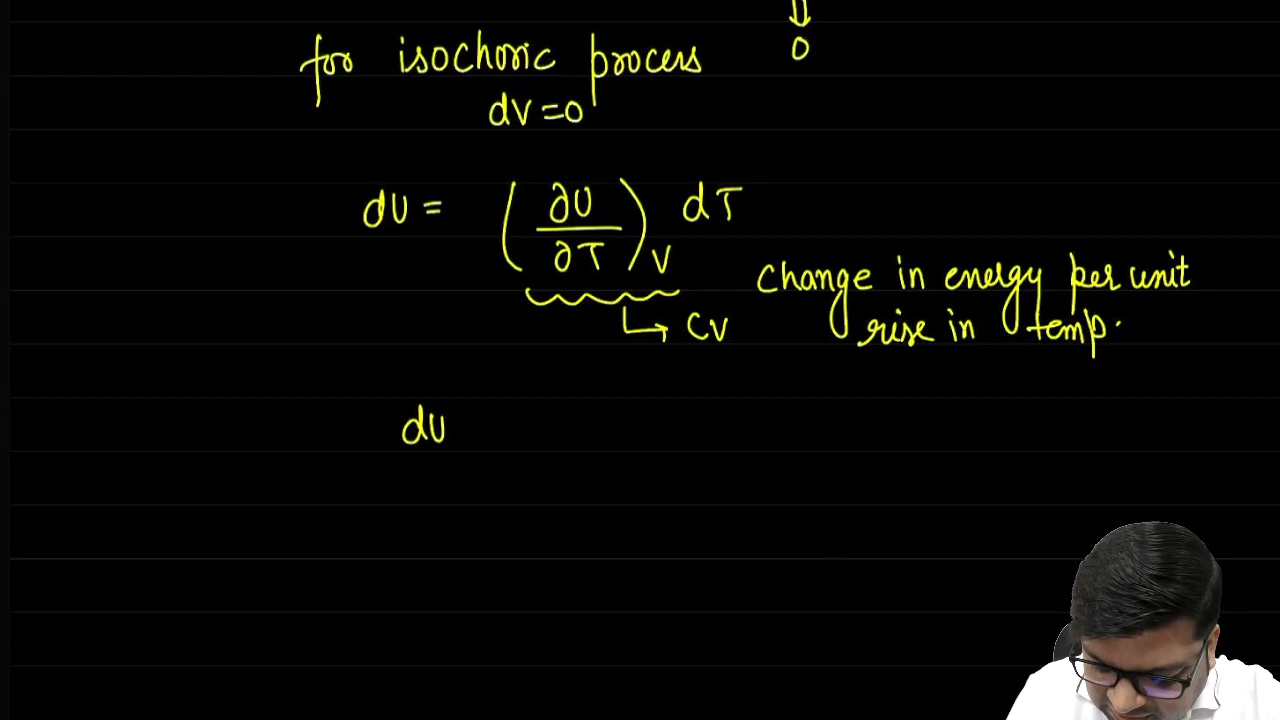 ⇓
for isochoric process 0
dV=0
dU = (∂U/∂T)V dT
change in energy per unit
rise in temp.
↳ CV
dU